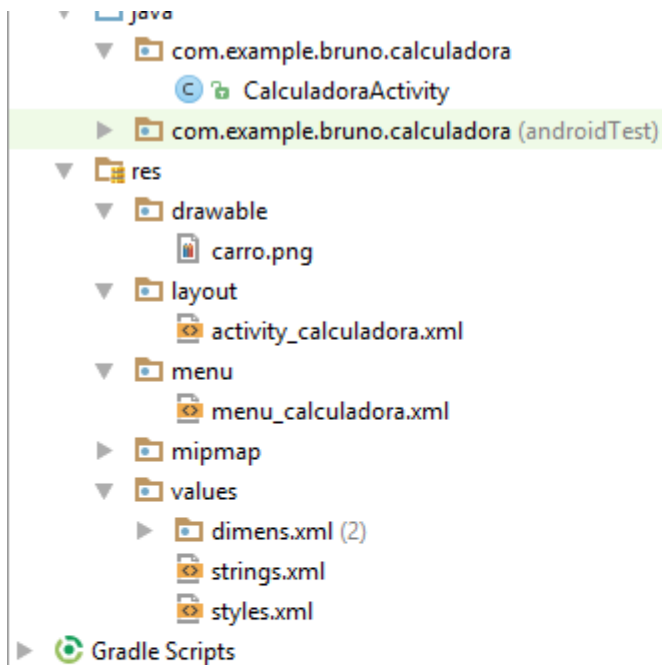 java
com.example.bruno.calculadora
CalculadoraActivity
com.example.bruno.calculadora (androidTest)
res
drawable
carro.png
layout
activity_calculadora.xml
menu
menu_calculadora.xml
mipmap
values
dimens.xml (2)
strings.xml
styles.xml
Gradle Scripts